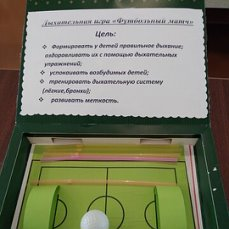 Дыхательная игра «Футбольный матч»
Цель:
❖ Формировать у детей правильное дыхание;
оздоравливать их с помощью дыхательных
упражнений;
❖ успокаивать возбудимых детей;
❖ тренировать дыхательную систему
(лёгкие,бронхи);
❖ развивать меткость.